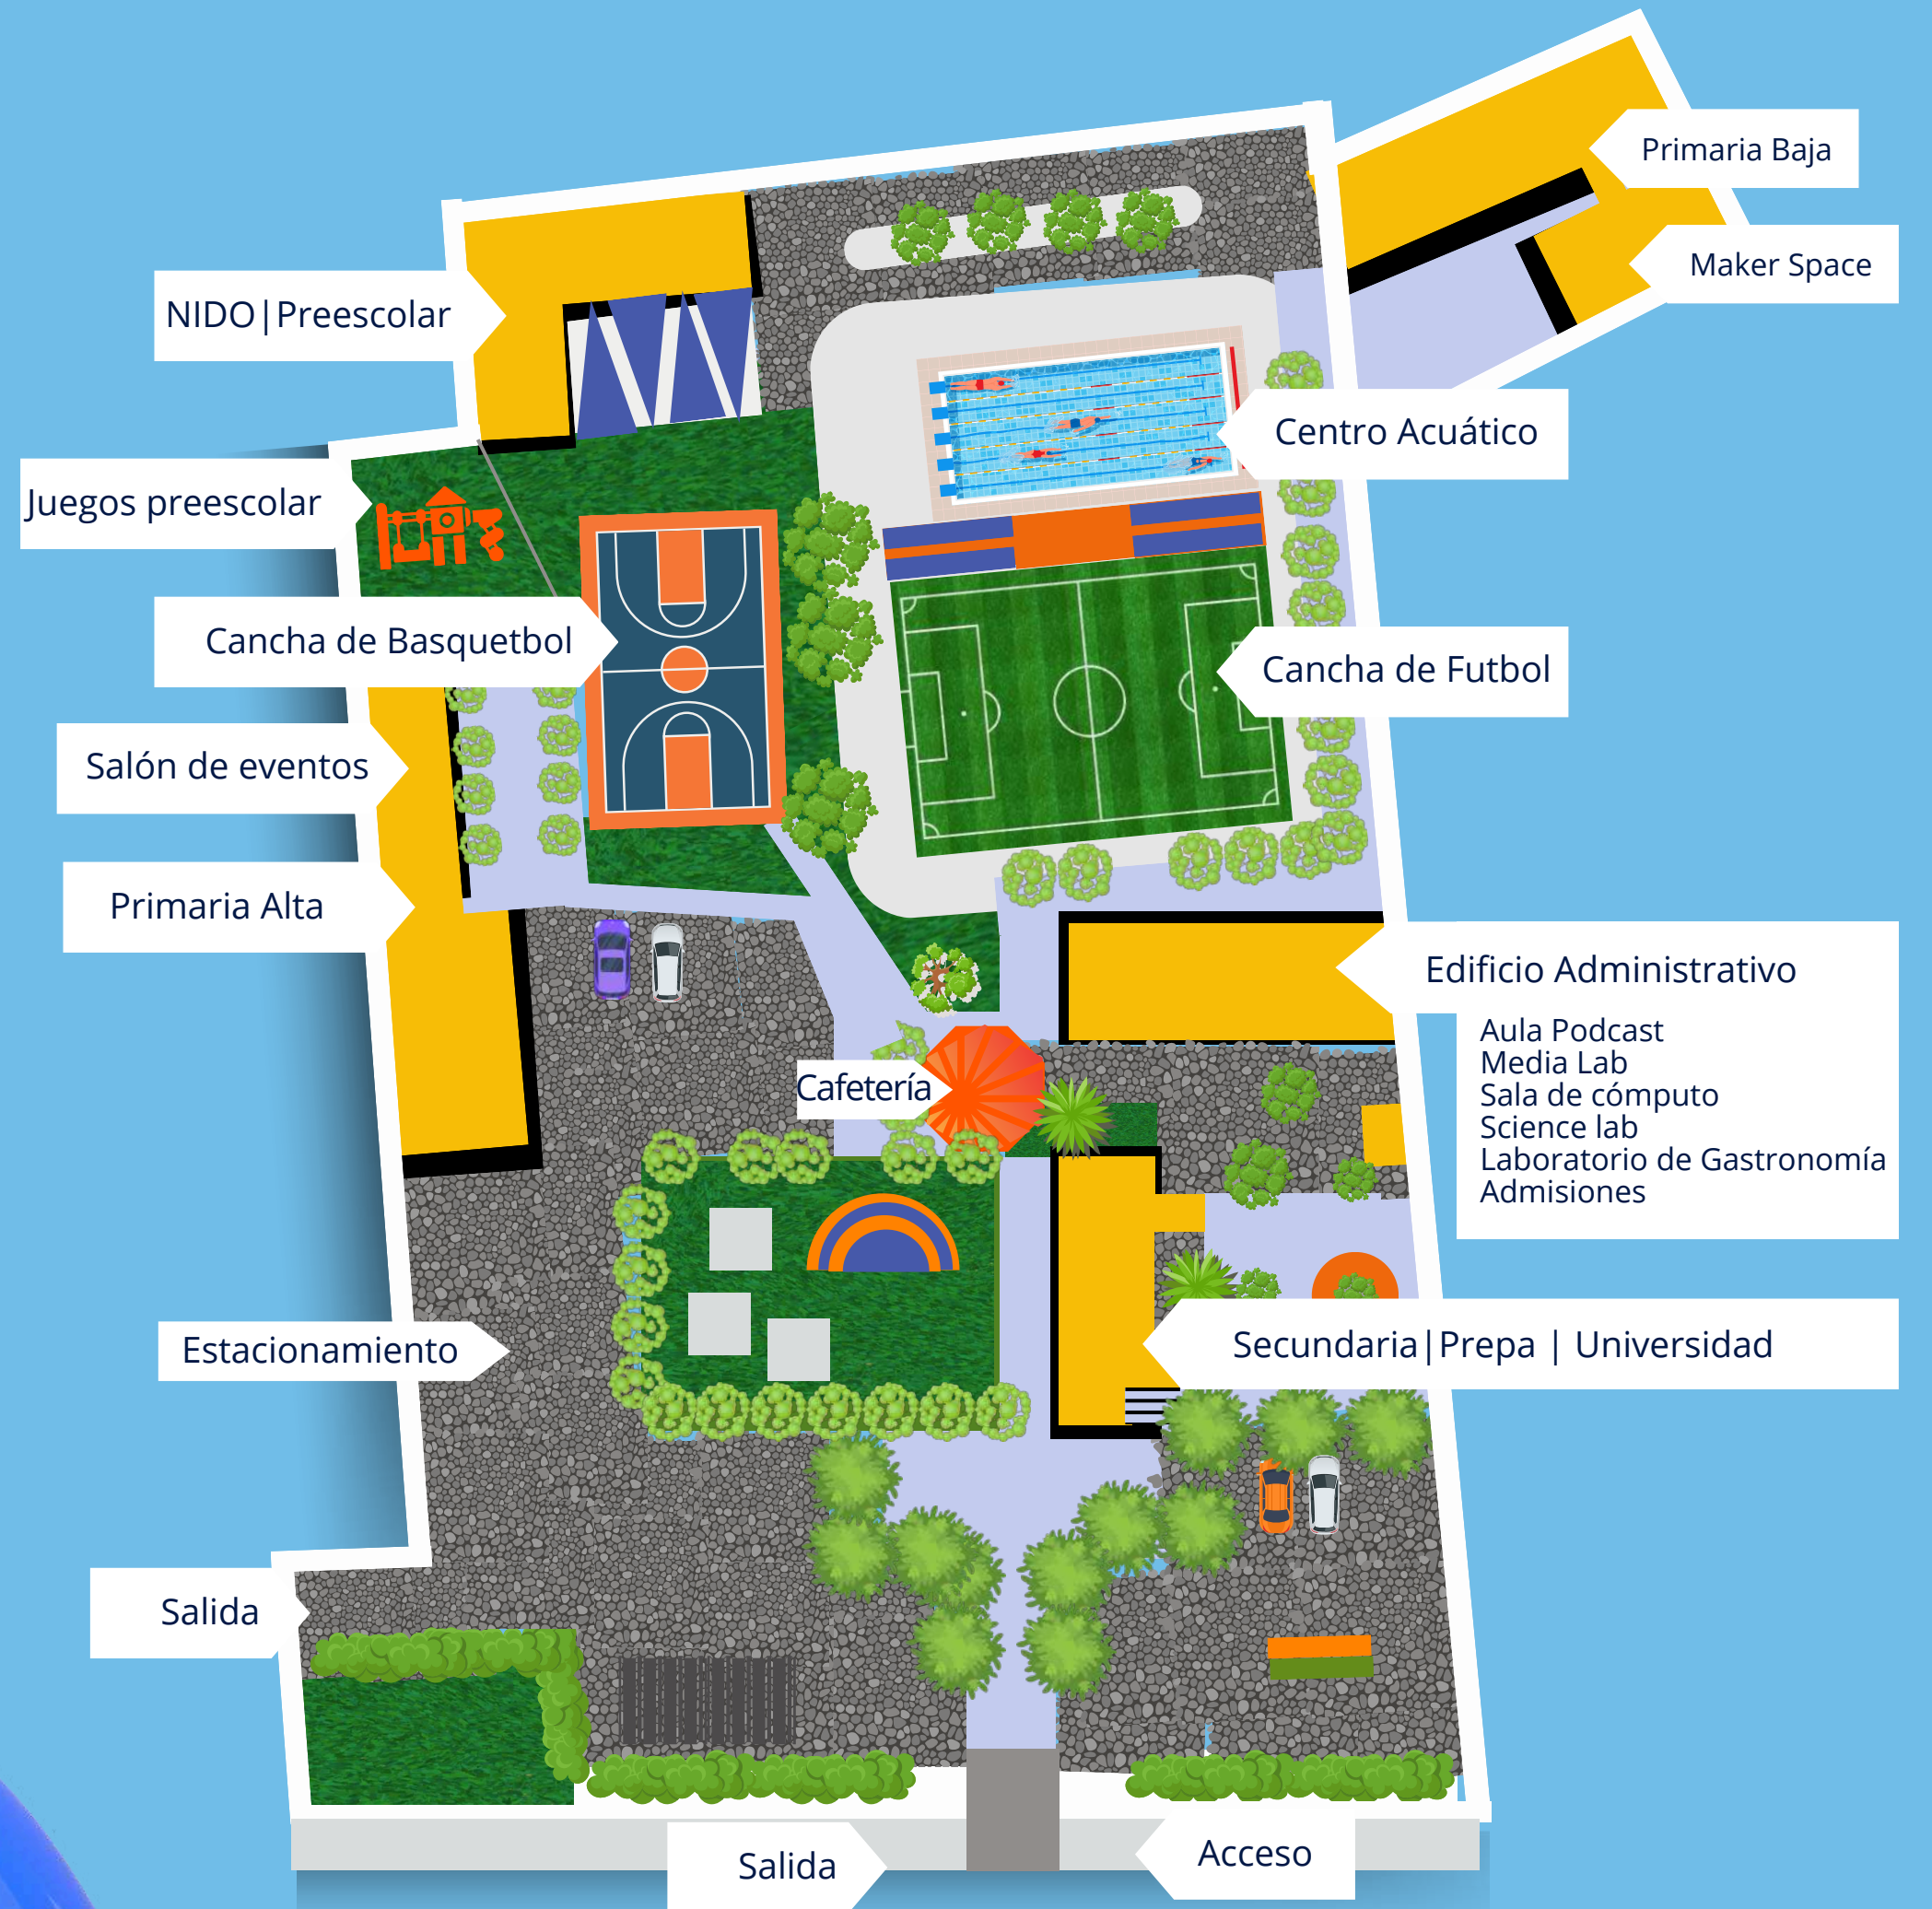 Primaria Baja
Maker Space
NIDO|Preescolar
Centro Acuático
Juegos preescolar
Cancha de Basquetbol
Cancha de Futbol
Salón de eventos
Primaria Alta
Edificio Administrativo
Aula Podcast
Media Lab
Sala de cómputo
Science lab
Laboratorio de Gastronomía
Admisiones
Cafetería
Estacionamiento
Secundaria|Prepa | Universidad
Salida
Salida
Acceso